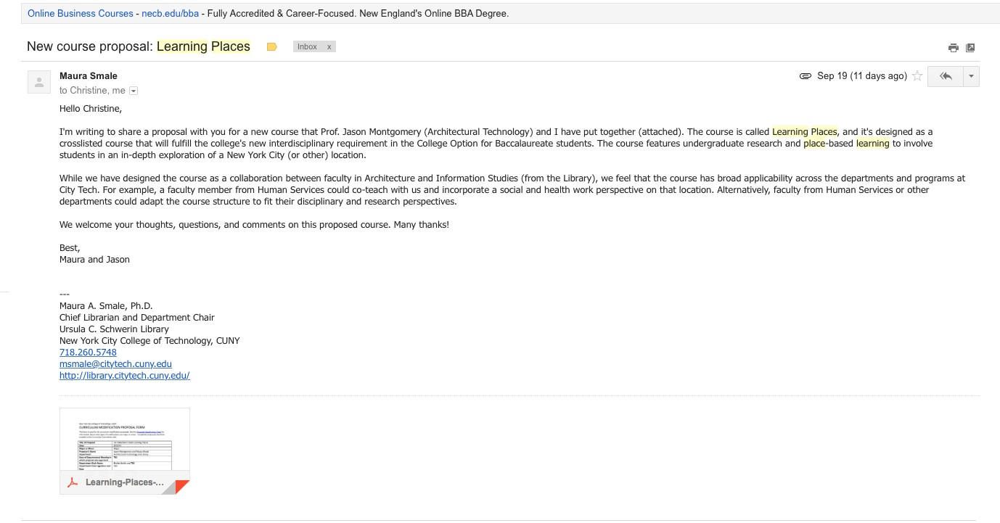 Online Business Courses - necb.edu/bba - Fully Accredited & Career-Focused. New England's Online BBA Degree.
New course proposal: Learning Places Inbox x
Maura Smale Sep 19 (11 days ago)
to Christine, me
Hello Christine,
I'm writing to share a proposal with you for a new course that Prof. Jason Montgomery (Architectural Technology) and I have put together (attached). The course is called Learning Places, and it's designed as a
crosslisted course that will fulfill the college's new interdisciplinary requirement in the College Option for Baccalaureate students. The course features undergraduate research and place-based learning to involve
students in an in-depth exploration of a New York City (or other) location.
While we have designed the course as a collaboration between faculty in Architecture and Information Studies (from the Library), we feel that the course has broad applicability across the departments and programs at
City Tech. For example, a faculty member from Human Services could co-teach with us and incorporate a social and health work perspective on that location. Alternatively, faculty from Human Services or other
departments could adapt the course structure to fit their disciplinary and research perspectives.
We welcome your thoughts, questions, and comments on this proposed course. Many thanks!
Best,
Maura and Jason
---
Maura A. Smale, Ph.D.
Chief Librarian and Department Chair
Ursula C. Schwerin Library
New York City College of Technology, CUNY
718.260.5748
msmale@citytech.cuny.edu
http://library.citytech.cuny.edu/
CURRICULUM MODIFICATION PROPOSAL FORM
Learning-Places-...